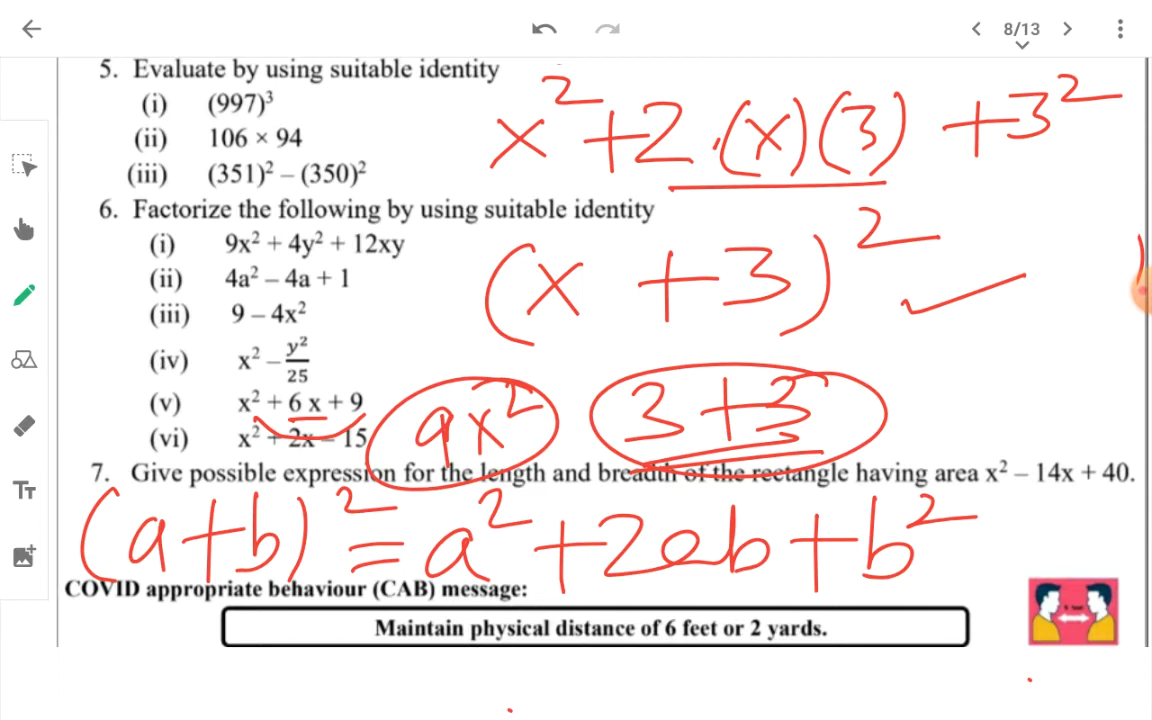 8/13
5. Evaluate by using suitable identity
(i) (997)³
(ii) 106 × 94
(iii) (351)² – (350)²
x² + 2.(x)(3) + 3²
6. Factorize the following by using suitable identity
(i) 9x² + 4y² + 12xy
(ii) 4a² – 4a + 1
(x + 3)²
(iii) 9 – 4x²
(iv) x² – y²/25
(v) x² + 6 x + 9
9x² 3+3
(vi) x² + 2x – 15
7. Give possible expression for the length and breadth of the rectangle having area x² – 14x + 40.
(a+b)² = a² + 2ab + b²
COVID appropriate behaviour (CAB) message:
Maintain physical distance of 6 feet or 2 yards.
Tт